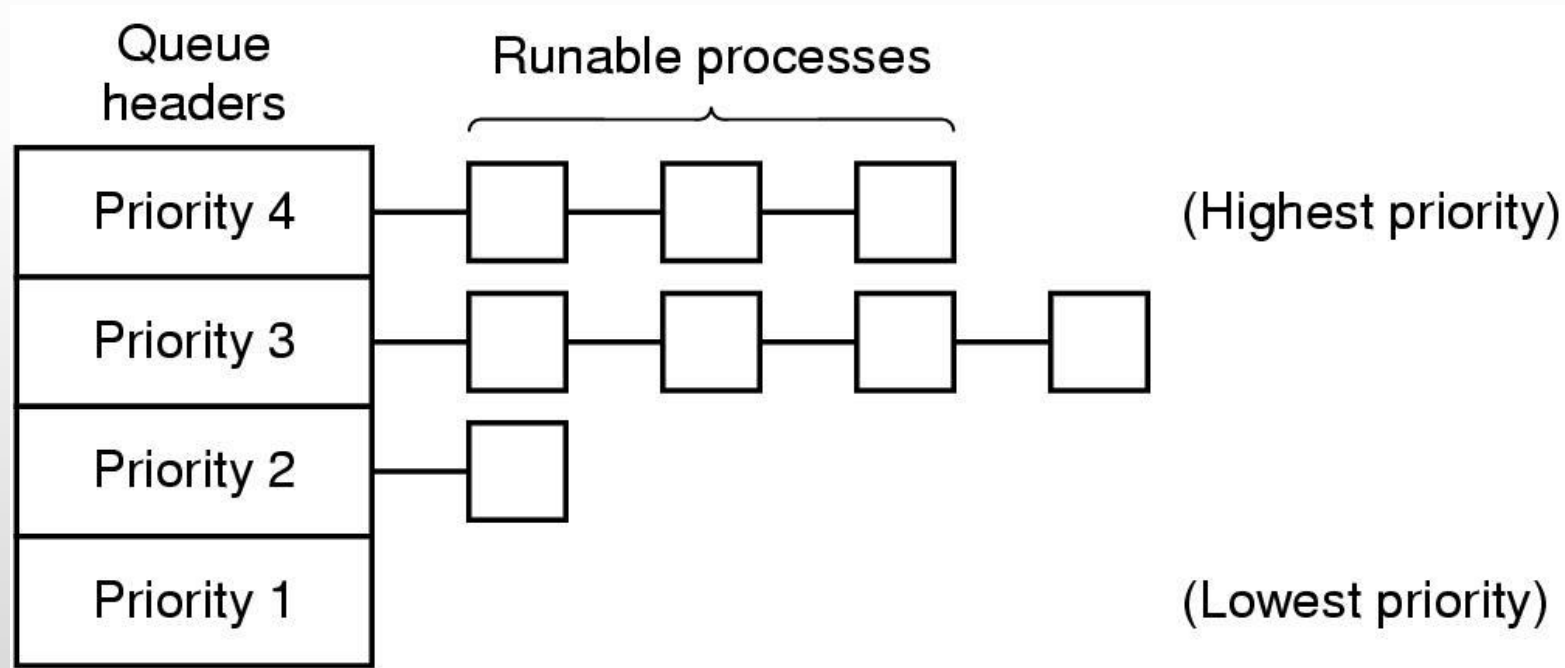 Queue
headers
Runable processes
Priority 4
(Highest priority)
Priority 3
Priority 2
Priority 1
(Lowest priority)